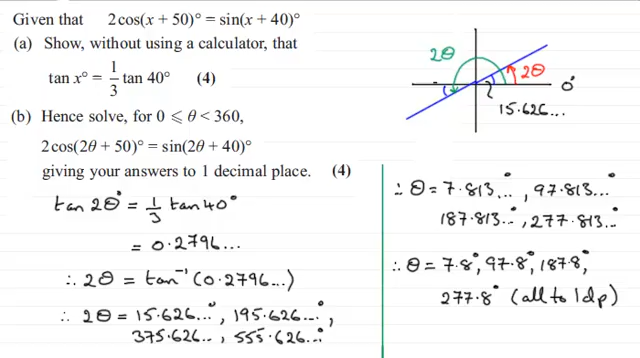 Given that 2cos(x + 50)° = sin(x + 40)°
(a) Show, without using a calculator, that
tan x° = 1/3 tan 40° (4)
(b) Hence solve, for 0 ⩽ θ < 360,
2cos(2θ + 50)° = sin(2θ + 40)°
giving your answers to 1 decimal place. (4)
tan 2θ° = 1/3 tan 40°
= 0.2796...
∴ 2θ = tan⁻¹ (0.2796...)
∴ 2θ = 15.626...°, 195.626...°,
375.626..°, 555.626...°
2θ
2θ
0°
15.626...
∴ θ = 7.813...°, 97.813...°
187.813...°, 277.813...°
∴ θ = 7.8°, 97.8°, 187.8°,
277.8° (all to 1dp)